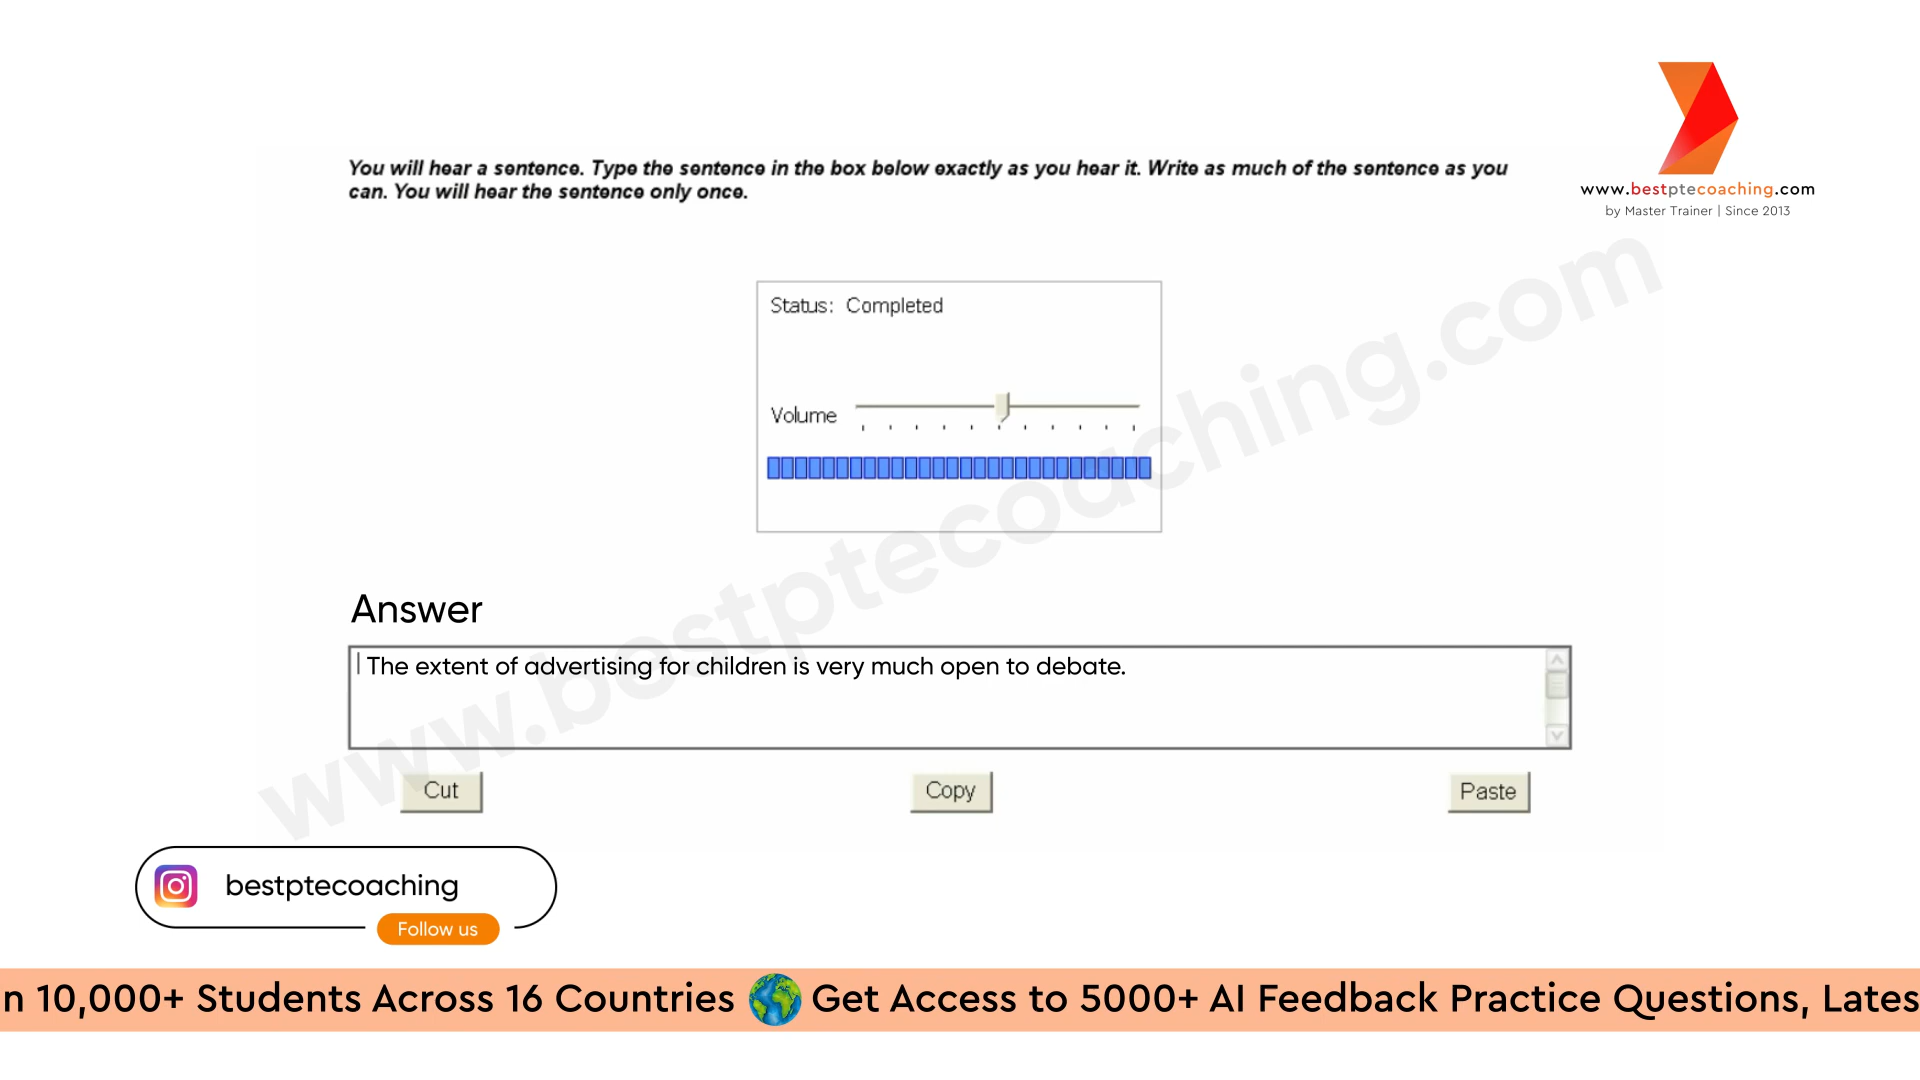 You will hear a sentence. Type the sentence in the box below exactly as you hear it. Write as much of the sentence as you
can. You will hear the sentence only once.
www.bestptecoaching.com
by Master Trainer | Since 2013
Status: Completed
Volume
www.bestptecoaching.com
Answer
The extent of advertising for children is very much open to debate.
Cut
Copy
Paste
bestptecoaching
Follow us
n 10,000+ Students Across 16 Countries 🌍 Get Access to 5000+ AI Feedback Practice Questions, Lates